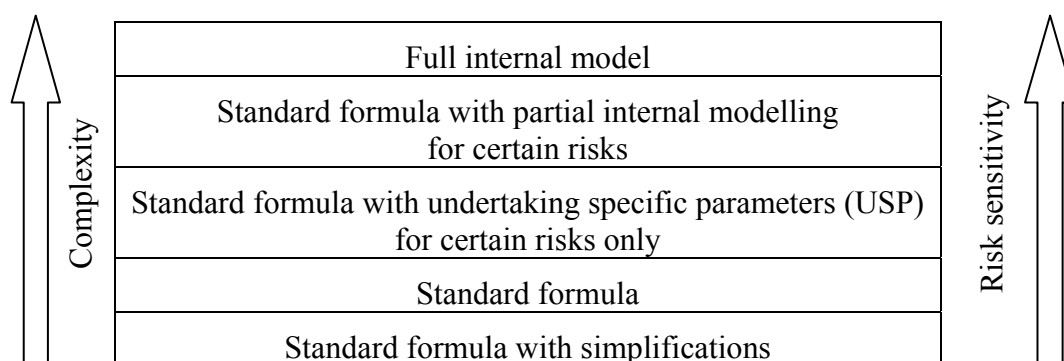 Full internal model
Standard formula with partial internal modelling
for certain risks
Standard formula with undertaking specific parameters (USP)
for certain risks only
Standard formula
Standard formula with simplifications
Complexity
Risk sensitivity